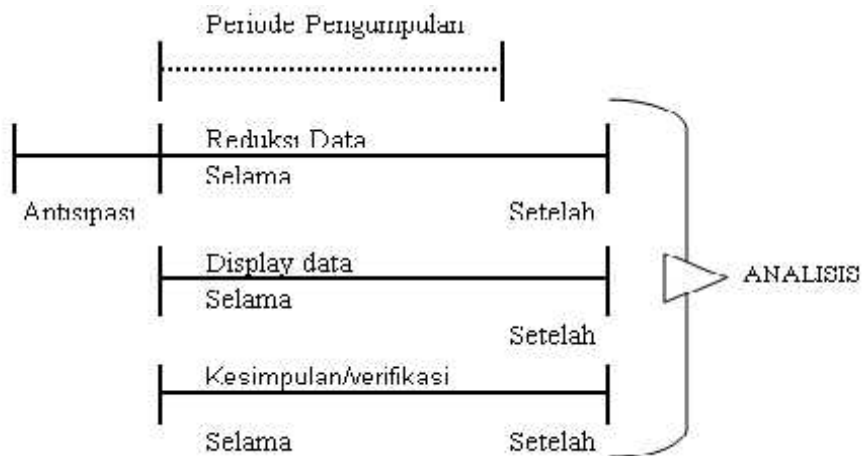 Periode Pengumpulan
Reduksi Data
Selama
Antisipasi
Setelah
Display data
Selama
ANALISIS
Setelah
Kesimpulan/verifikasi
Selama
Setelah